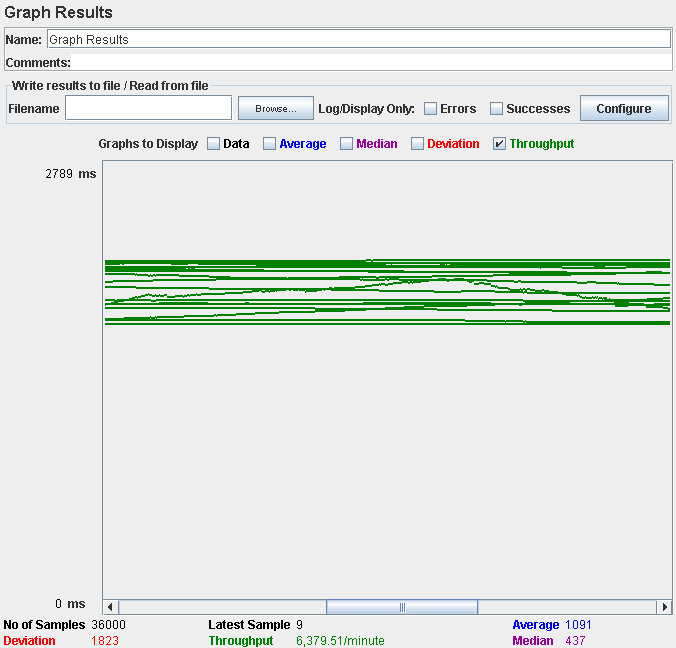 Graph Results
Name: Graph Results
Comments:
Write results to file / Read from file
Filename Browse... Log/Display Only: Errors Successes Configure
Graphs to Display Data Average Median Deviation Throughput
2789 ms
0 ms
No of Samples 36000 Latest Sample 9 Average 1091
Deviation 1823 Throughput 6,379.51/minute Median 437